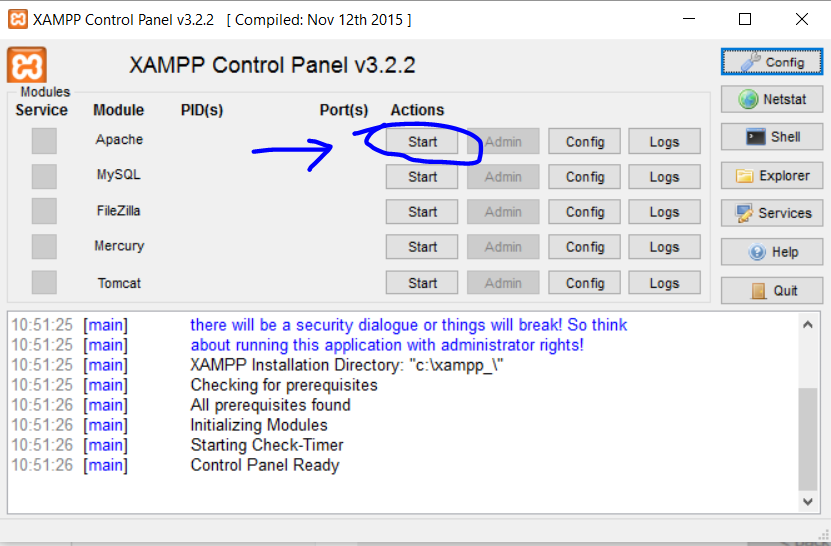 XAMPP Control Panel v3.2.2 [ Compiled: Nov 12th 2015 ]
XAMPP Control Panel v3.2.2
Config
Modules
Service Module PID(s) Port(s) Actions
Netstat
Apache Start Admin Config Logs
Shell
MySQL Start Admin Config Logs
Explorer
FileZilla Start Admin Config Logs
Services
Mercury Start Admin Config Logs
Help
Tomcat Start Admin Config Logs
Quit
10:51:25 [main] there will be a security dialogue or things will break! So think
10:51:25 [main] about running this application with administrator rights!
10:51:25 [main] XAMPP Installation Directory: "c:\xampp_\"
10:51:25 [main] Checking for prerequisites
10:51:26 [main] All prerequisites found
10:51:26 [main] Initializing Modules
10:51:26 [main] Starting Check-Timer
10:51:26 [main] Control Panel Ready